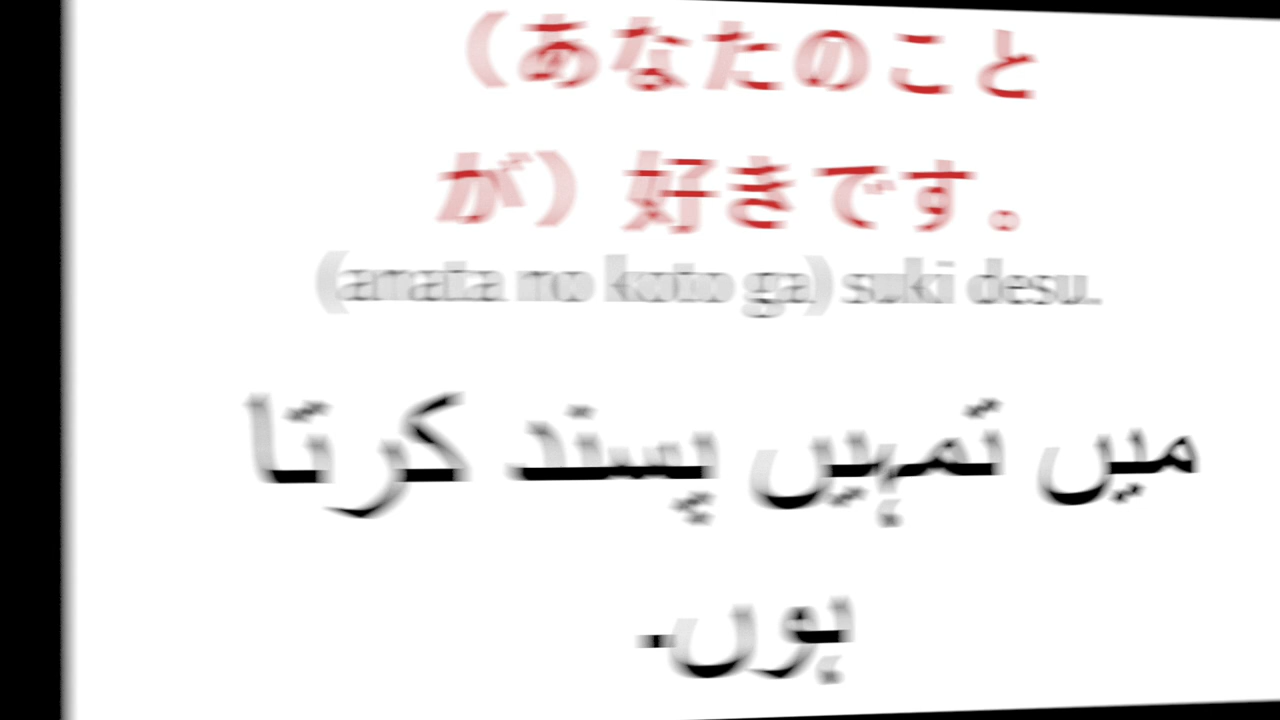 (あなたのこと
が) 好きです。
(anata no koto ga) suki desu.
میں تمہیں پسند کرتا
ہوں.